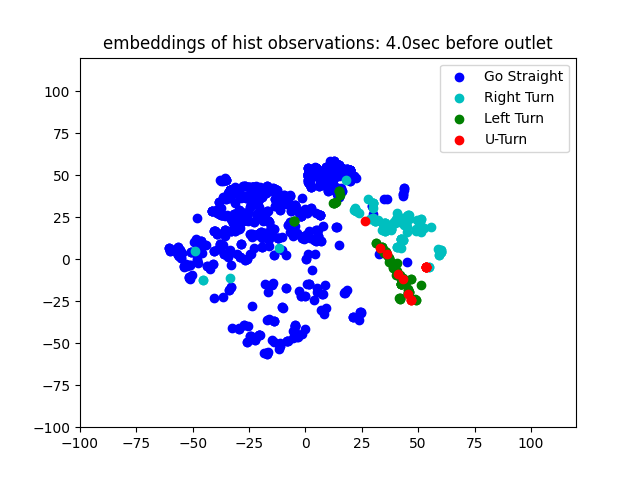 embeddings of hist observations: 4.0sec before outlet
Go Straight
Right Turn
Left Turn
U-Turn
100
75
50
25
0
−25
−50
−75
−100
−100 −75 −50 −25 0 25 50 75 100